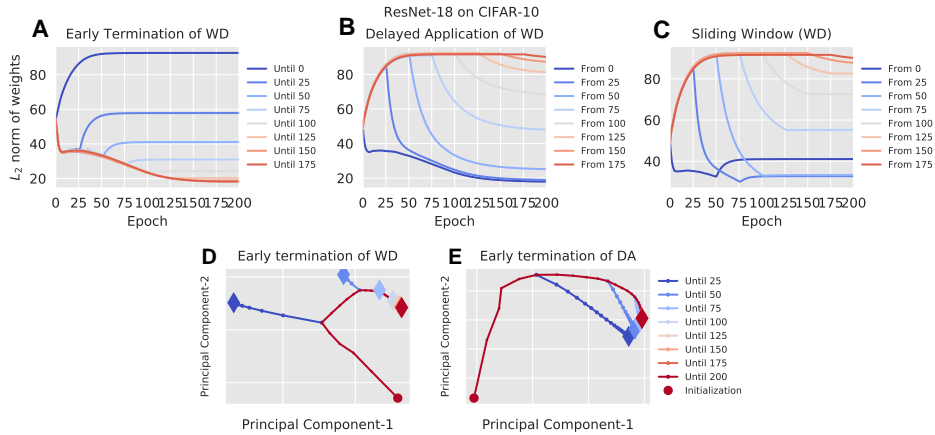 ResNet-18 on CIFAR-10
A
Early Termination of WD
L2 norm of weights
80
60
40
20
0 25 50 75 100 125 150 175 200
Epoch
Until 0
Until 25
Until 50
Until 75
Until 100
Until 125
Until 150
Until 175
B
Delayed Application of WD
80
60
40
20
0 25 50 75 100 125 150 175 200
Epoch
From 0
From 25
From 50
From 75
From 100
From 125
From 150
From 175
C
Sliding Window (WD)
80
60
40
0 25 50 75 100 125 150 175 200
Epoch
From 0
From 25
From 50
From 75
From 100
From 125
From 150
From 175
D
Early termination of WD
Principal Component-2
Principal Component-1
E
Early termination of DA
Principal Component-2
Principal Component-1
Until 25
Until 50
Until 75
Until 100
Until 125
Until 150
Until 175
Until 200
Initialization